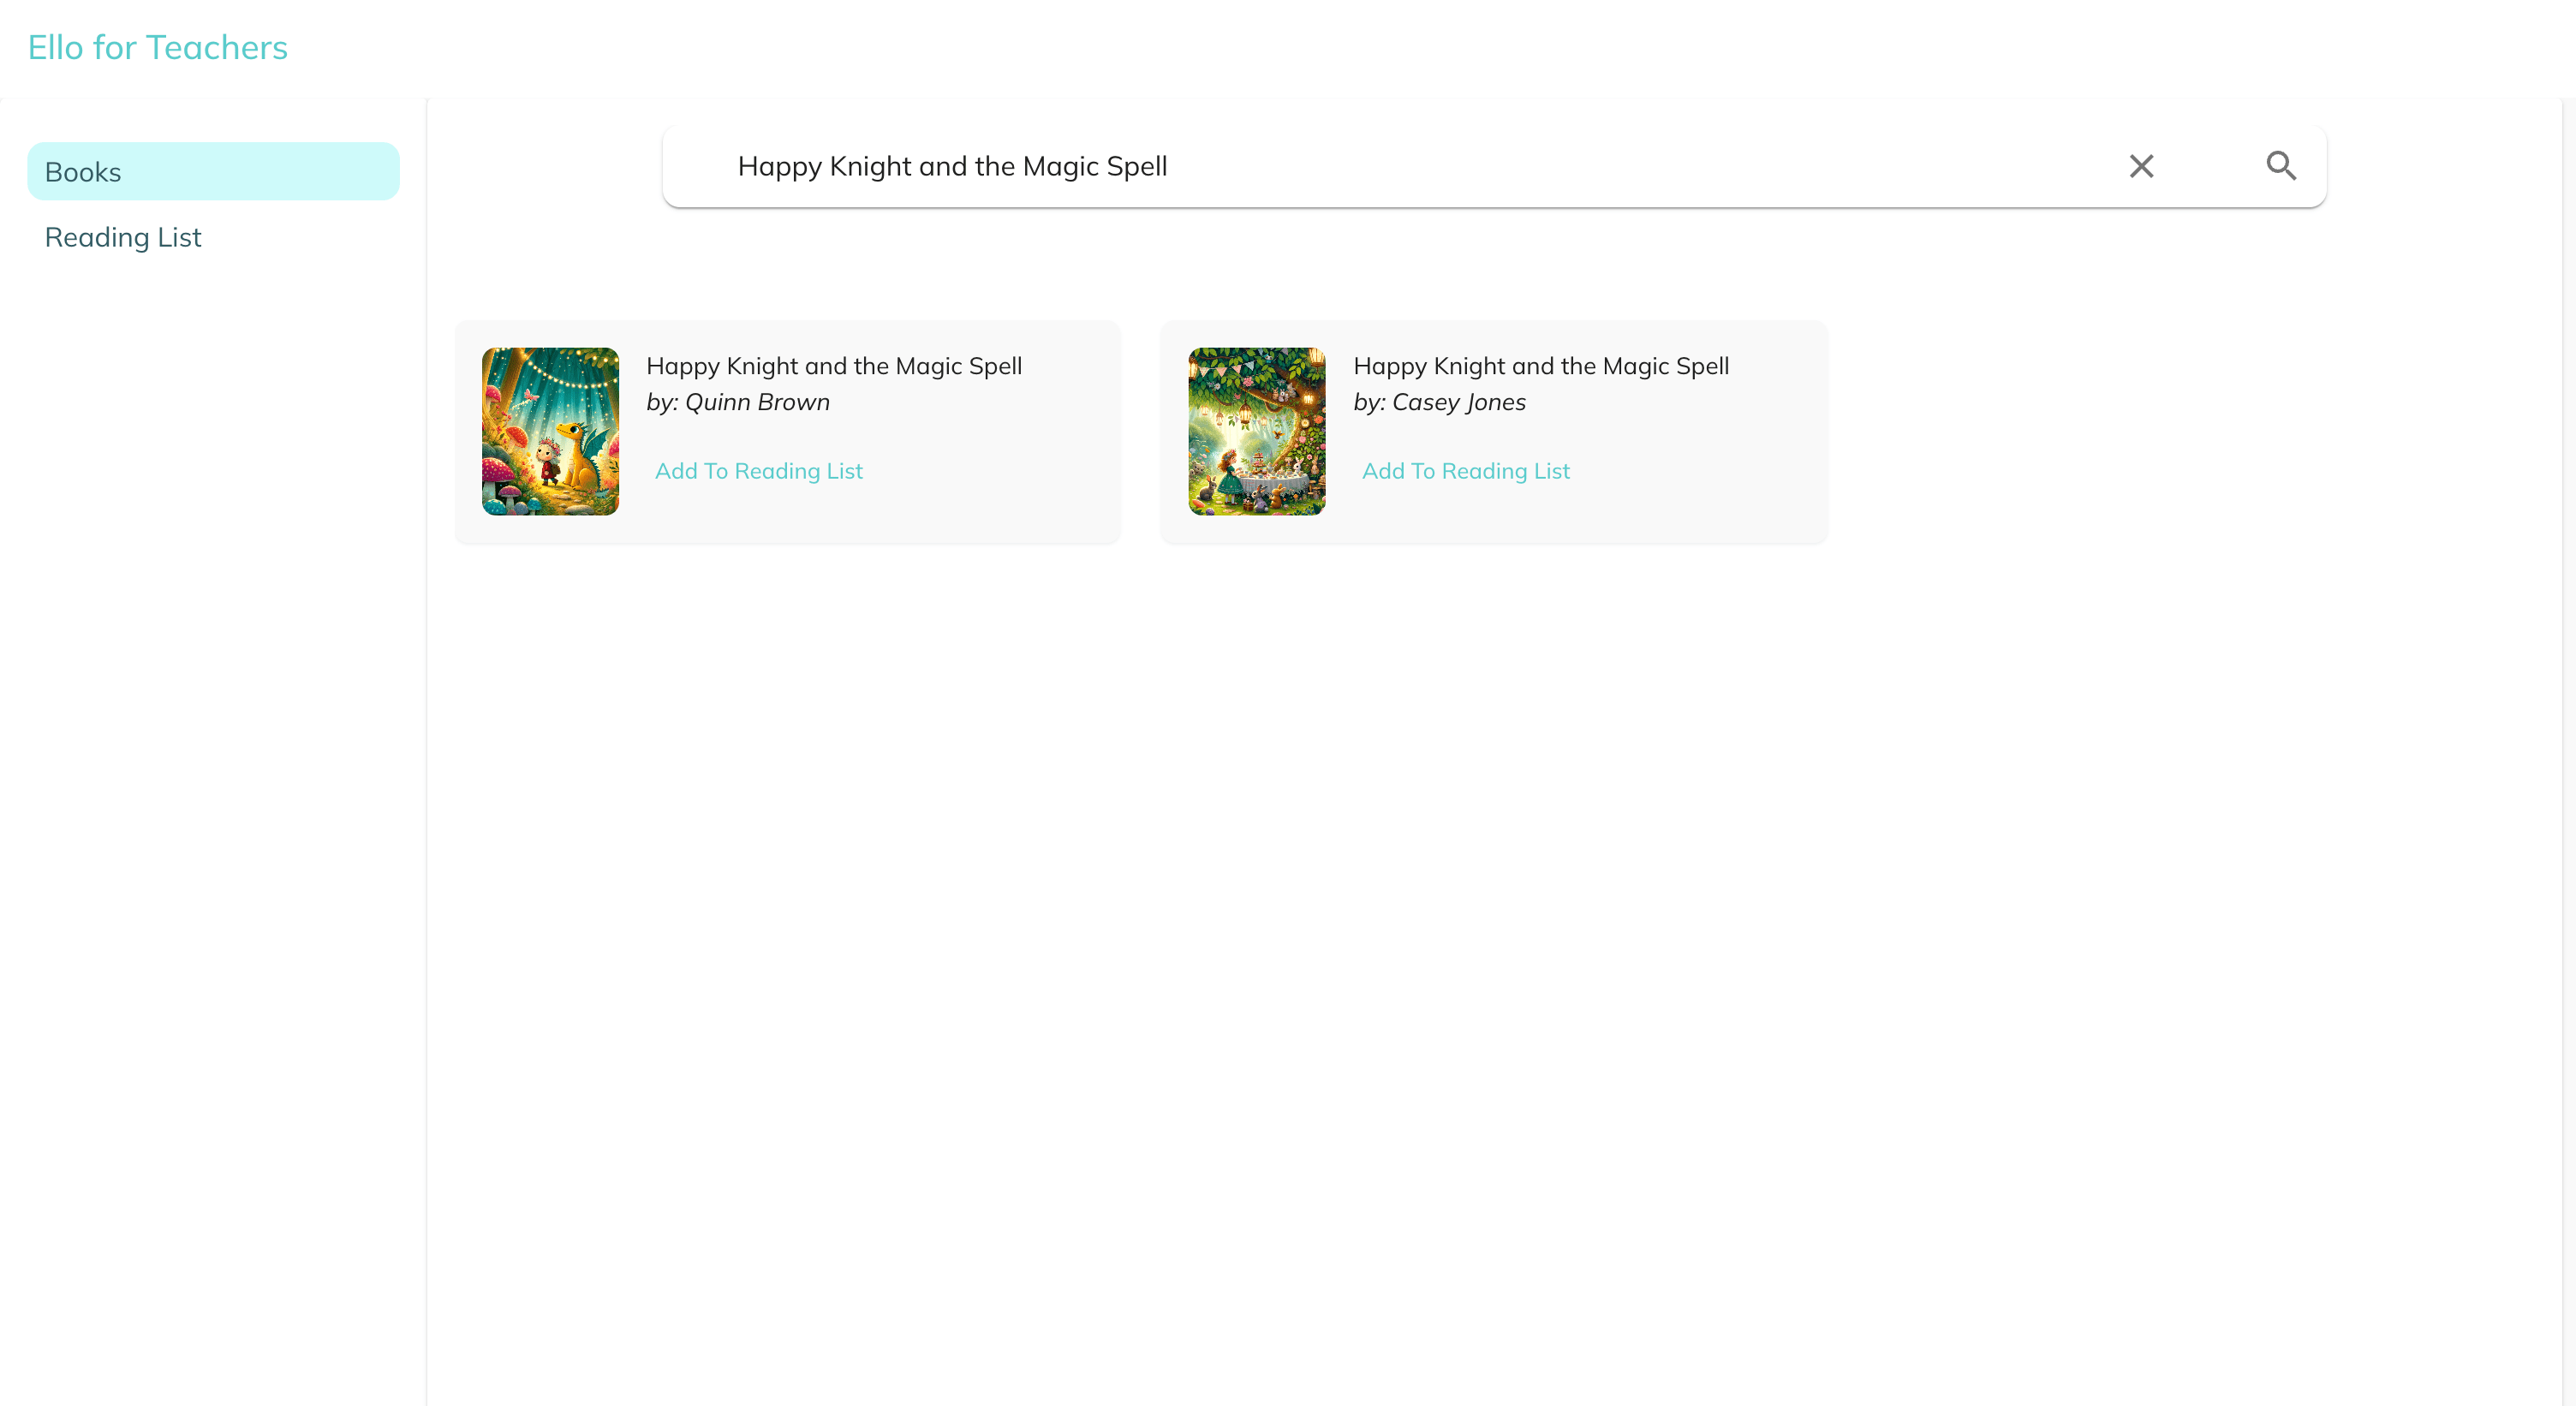 Ello for Teachers
Books
Reading List
Happy Knight and the Magic Spell
Happy Knight and the Magic Spell
by: Quinn Brown
Add To Reading List
Happy Knight and the Magic Spell
by: Casey Jones
Add To Reading List